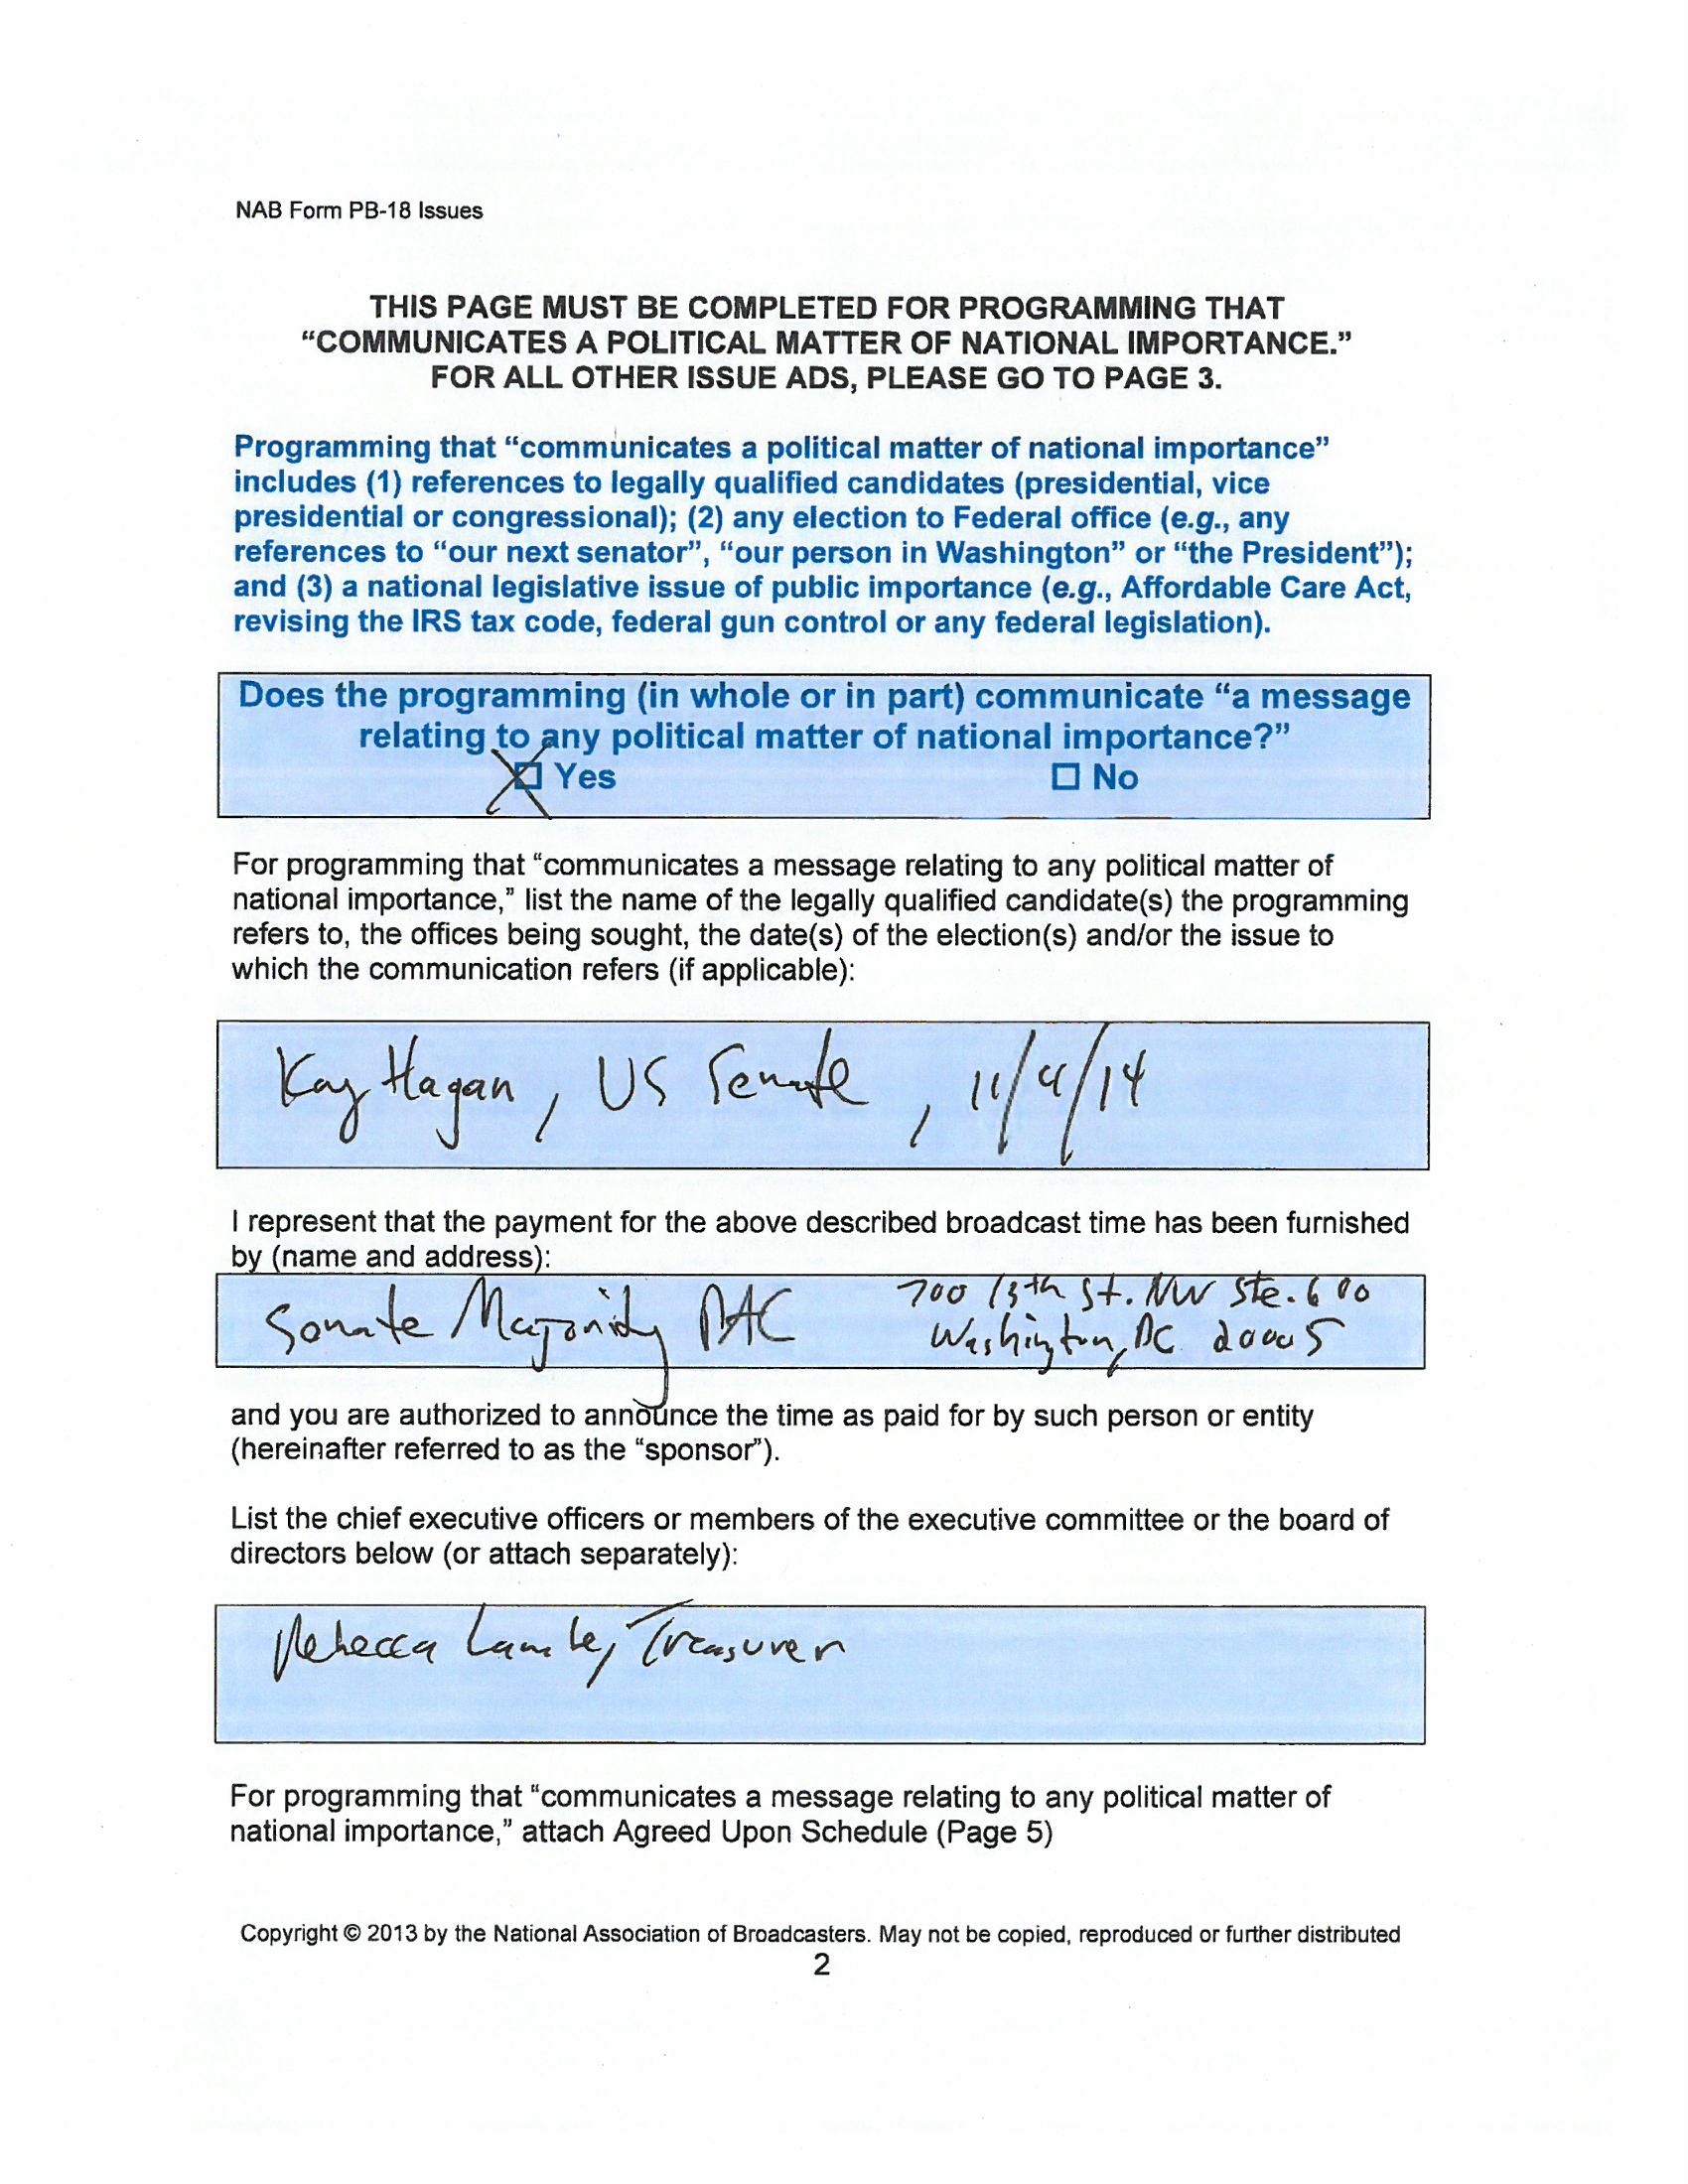 NAB Form PB-18 Issues
THIS PAGE MUST BE COMPLETED FOR PROGRAMMING THAT
“COMMUNICATES A POLITICAL MATTER OF NATIONAL IMPORTANCE.”
FOR ALL OTHER ISSUE ADS, PLEASE GO TO PAGE 3.
Programming that “communicates a political matter of national importance”
includes (1) references to legally qualified candidates (presidential, vice
presidential or congressional); (2) any election to Federal office (e.g., any
references to “our next senator”, “our person in Washington” or “the President”);
and (3) a national legislative issue of public importance (e.g., Affordable Care Act,
revising the IRS tax code, federal gun control or any federal legislation).
Does the programming (in whole or in part) communicate “a message
relating to any political matter of national importance?”
☒ Yes ☐ No
For programming that “communicates a message relating to any political matter of
national importance,” list the name of the legally qualified candidate(s) the programming
refers to, the offices being sought, the date(s) of the election(s) and/or the issue to
which the communication refers (if applicable):
Kay Hagan, US Senate, 11/4/14
I represent that the payment for the above described broadcast time has been furnished
by (name and address):
Senate Majority PAC 700 13th St. NW Ste. 600
Washington, DC 20005
and you are authorized to announce the time as paid for by such person or entity
(hereinafter referred to as the “sponsor”).
List the chief executive officers or members of the executive committee or the board of
directors below (or attach separately):
Rebecca Lambe, Treasurer
For programming that “communicates a message relating to any political matter of
national importance,” attach Agreed Upon Schedule (Page 5)
Copyright © 2013 by the National Association of Broadcasters. May not be copied, reproduced or further distributed
2